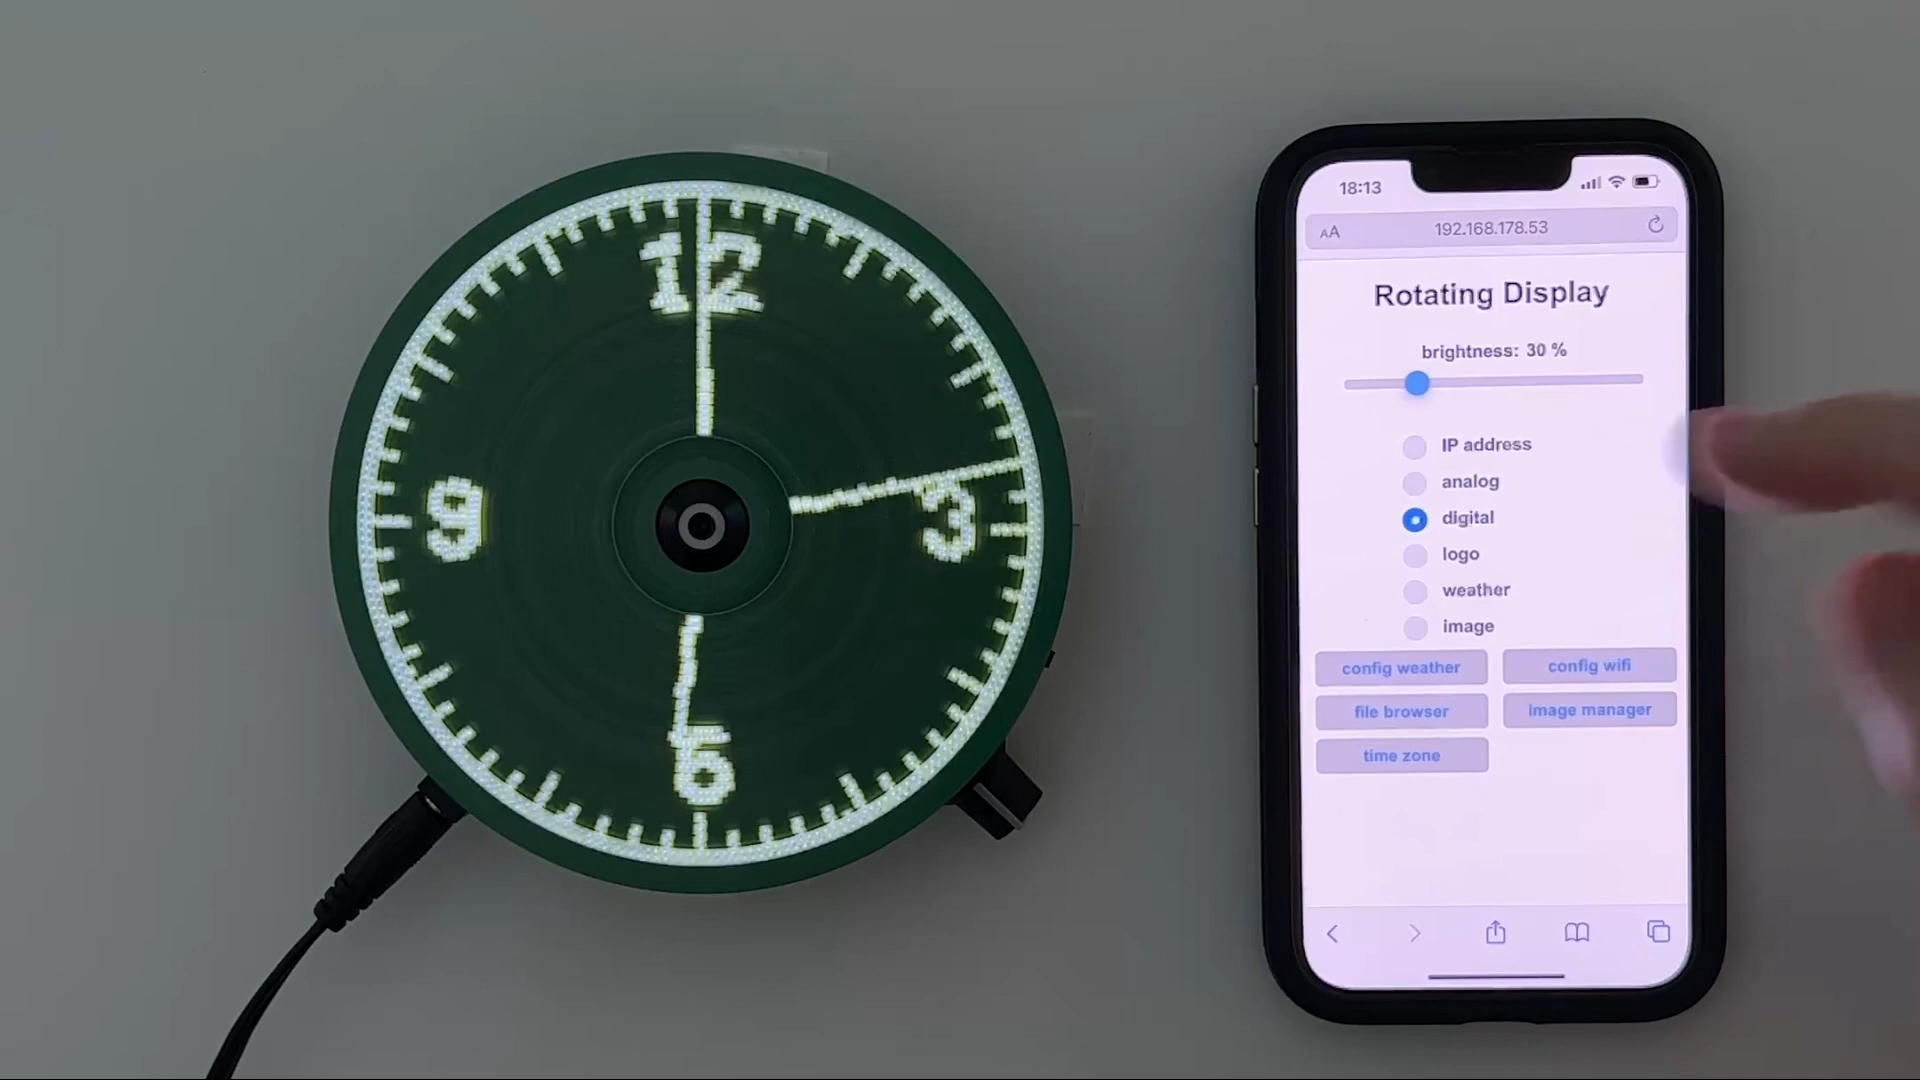 12
9
3
6
18:13
AA 192.168.178.53
Rotating Display
brightness: 30 %
IP address
analog
digital
logo
weather
image
config weather
config wifi
file browser
image manager
time zone